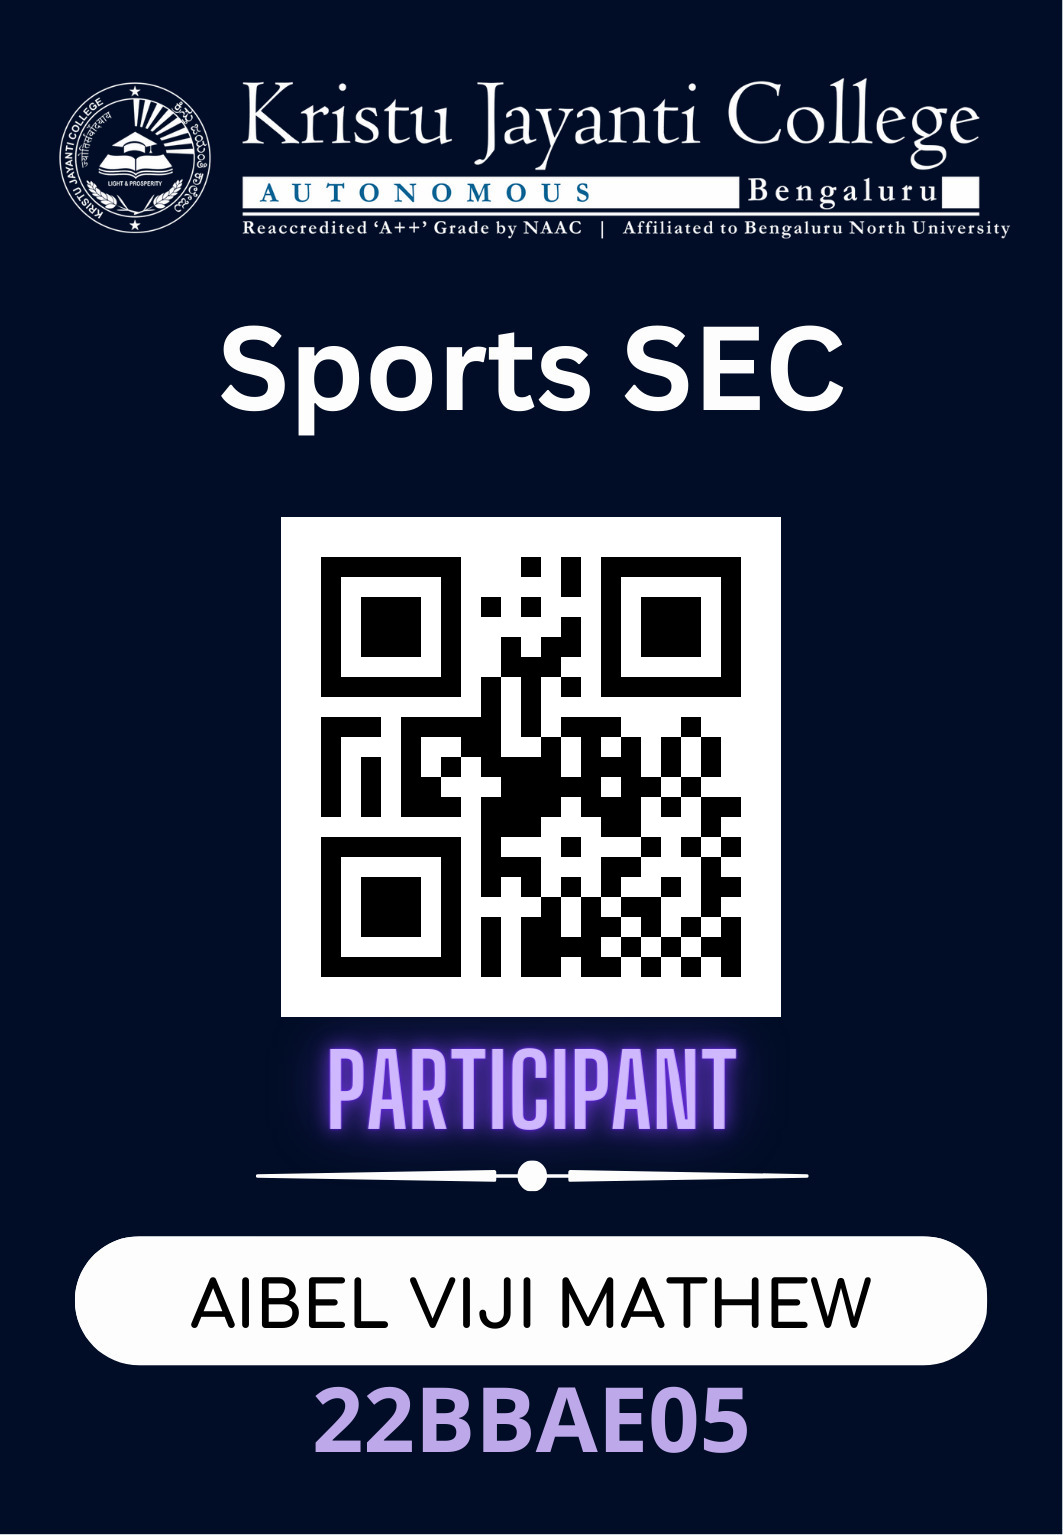 KRISTU JAYANTI COLLEGE
LIGHT & PROSPERITY
Kristu Jayanti College
AUTONOMOUS Bengaluru
Reaccredited ‘A++’ Grade by NAAC | Affiliated to Bengaluru North University
Sports SEC
PARTICIPANT
AIBEL VIJI MATHEW
22BBAE05